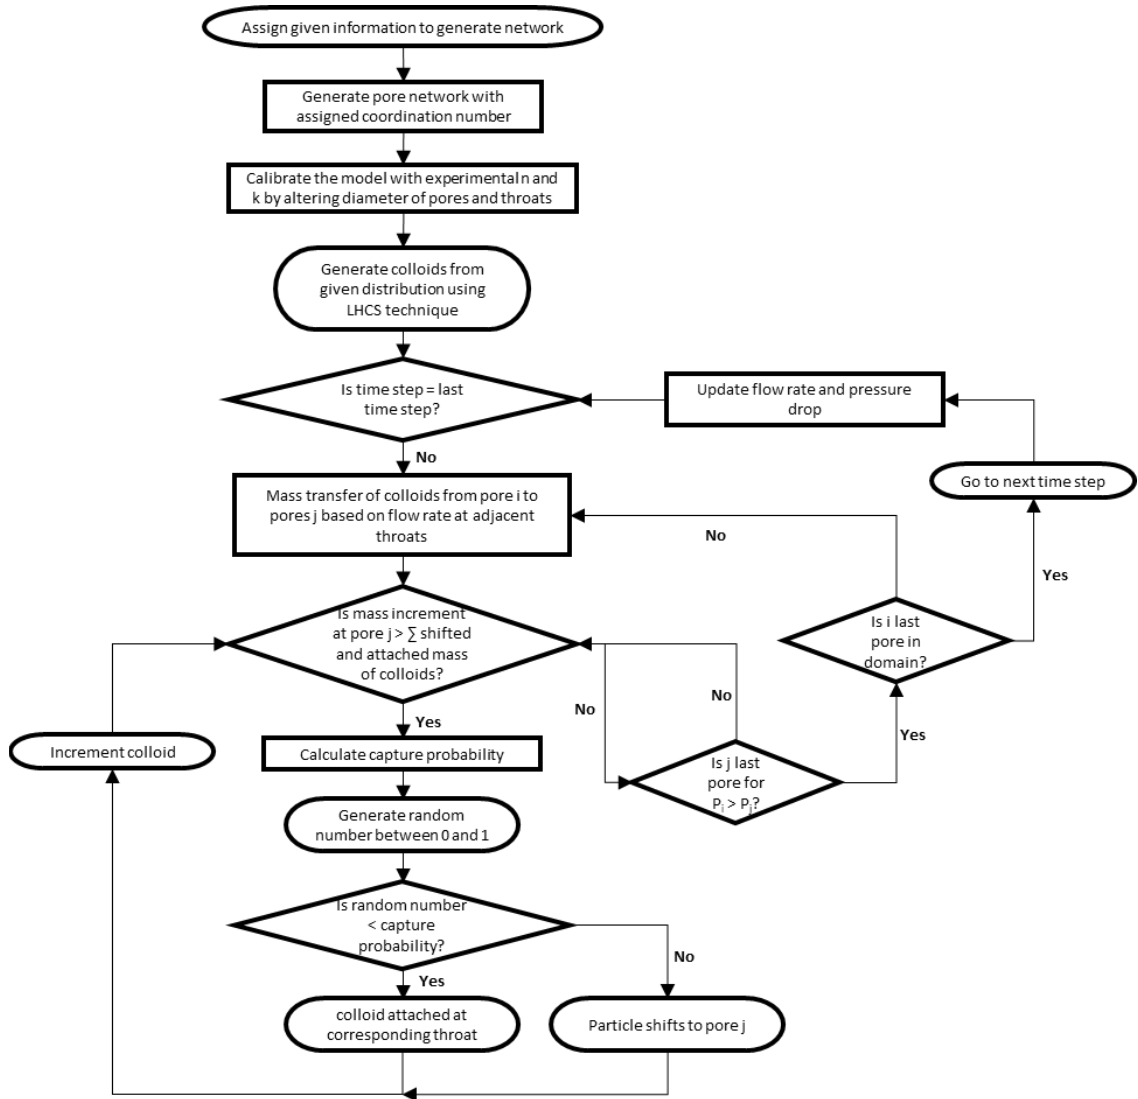 Assign given information to generate network
Generate pore network with
assigned coordination number
Calibrate the model with experimental n and
k by altering diameter of pores and throats
Generate colloids from
given distribution using
LHCS technique
Is time step = last
time step?
Update flow rate and pressure
drop
No
Go to next time step
Mass transfer of colloids from pore i to
pores j based on flow rate at adjacent
throats
No
Yes
Is mass increment
at pore j > ∑ shifted
and attached mass
of colloids?
Is i last
pore in
domain?
No
No
Yes
Yes
Increment colloid
Calculate capture probability
Is j last
pore for
Pi > Pj?
Generate random
number between 0 and 1
Is random number
< capture
probability?
No
Yes
colloid attached at
corresponding throat
Particle shifts to pore j